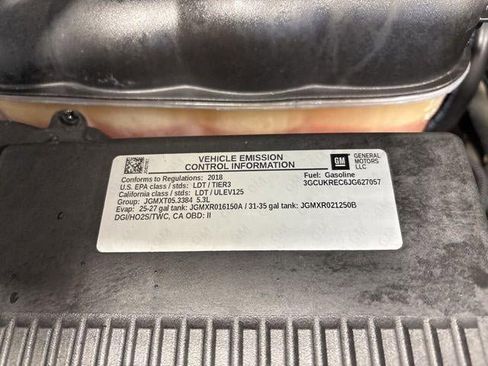 VEHICLE EMISSION
CONTROL INFORMATION
GM
GENERAL
MOTORS
LLC
Conforms to Regulations: 2018
Fuel: Gasoline
U.S. EPA class / stds: LDT / TIER3
3GCUKREC6JG627057
California class / stds: LDT / ULEV125
Group: JGMXT05.3384 5.3L
Evap: 25-27 gal tank: JGMXR016150A / 31-35 gal tank: JGMXR021250B
DGI/HO2S/TWC, CA OBD: II